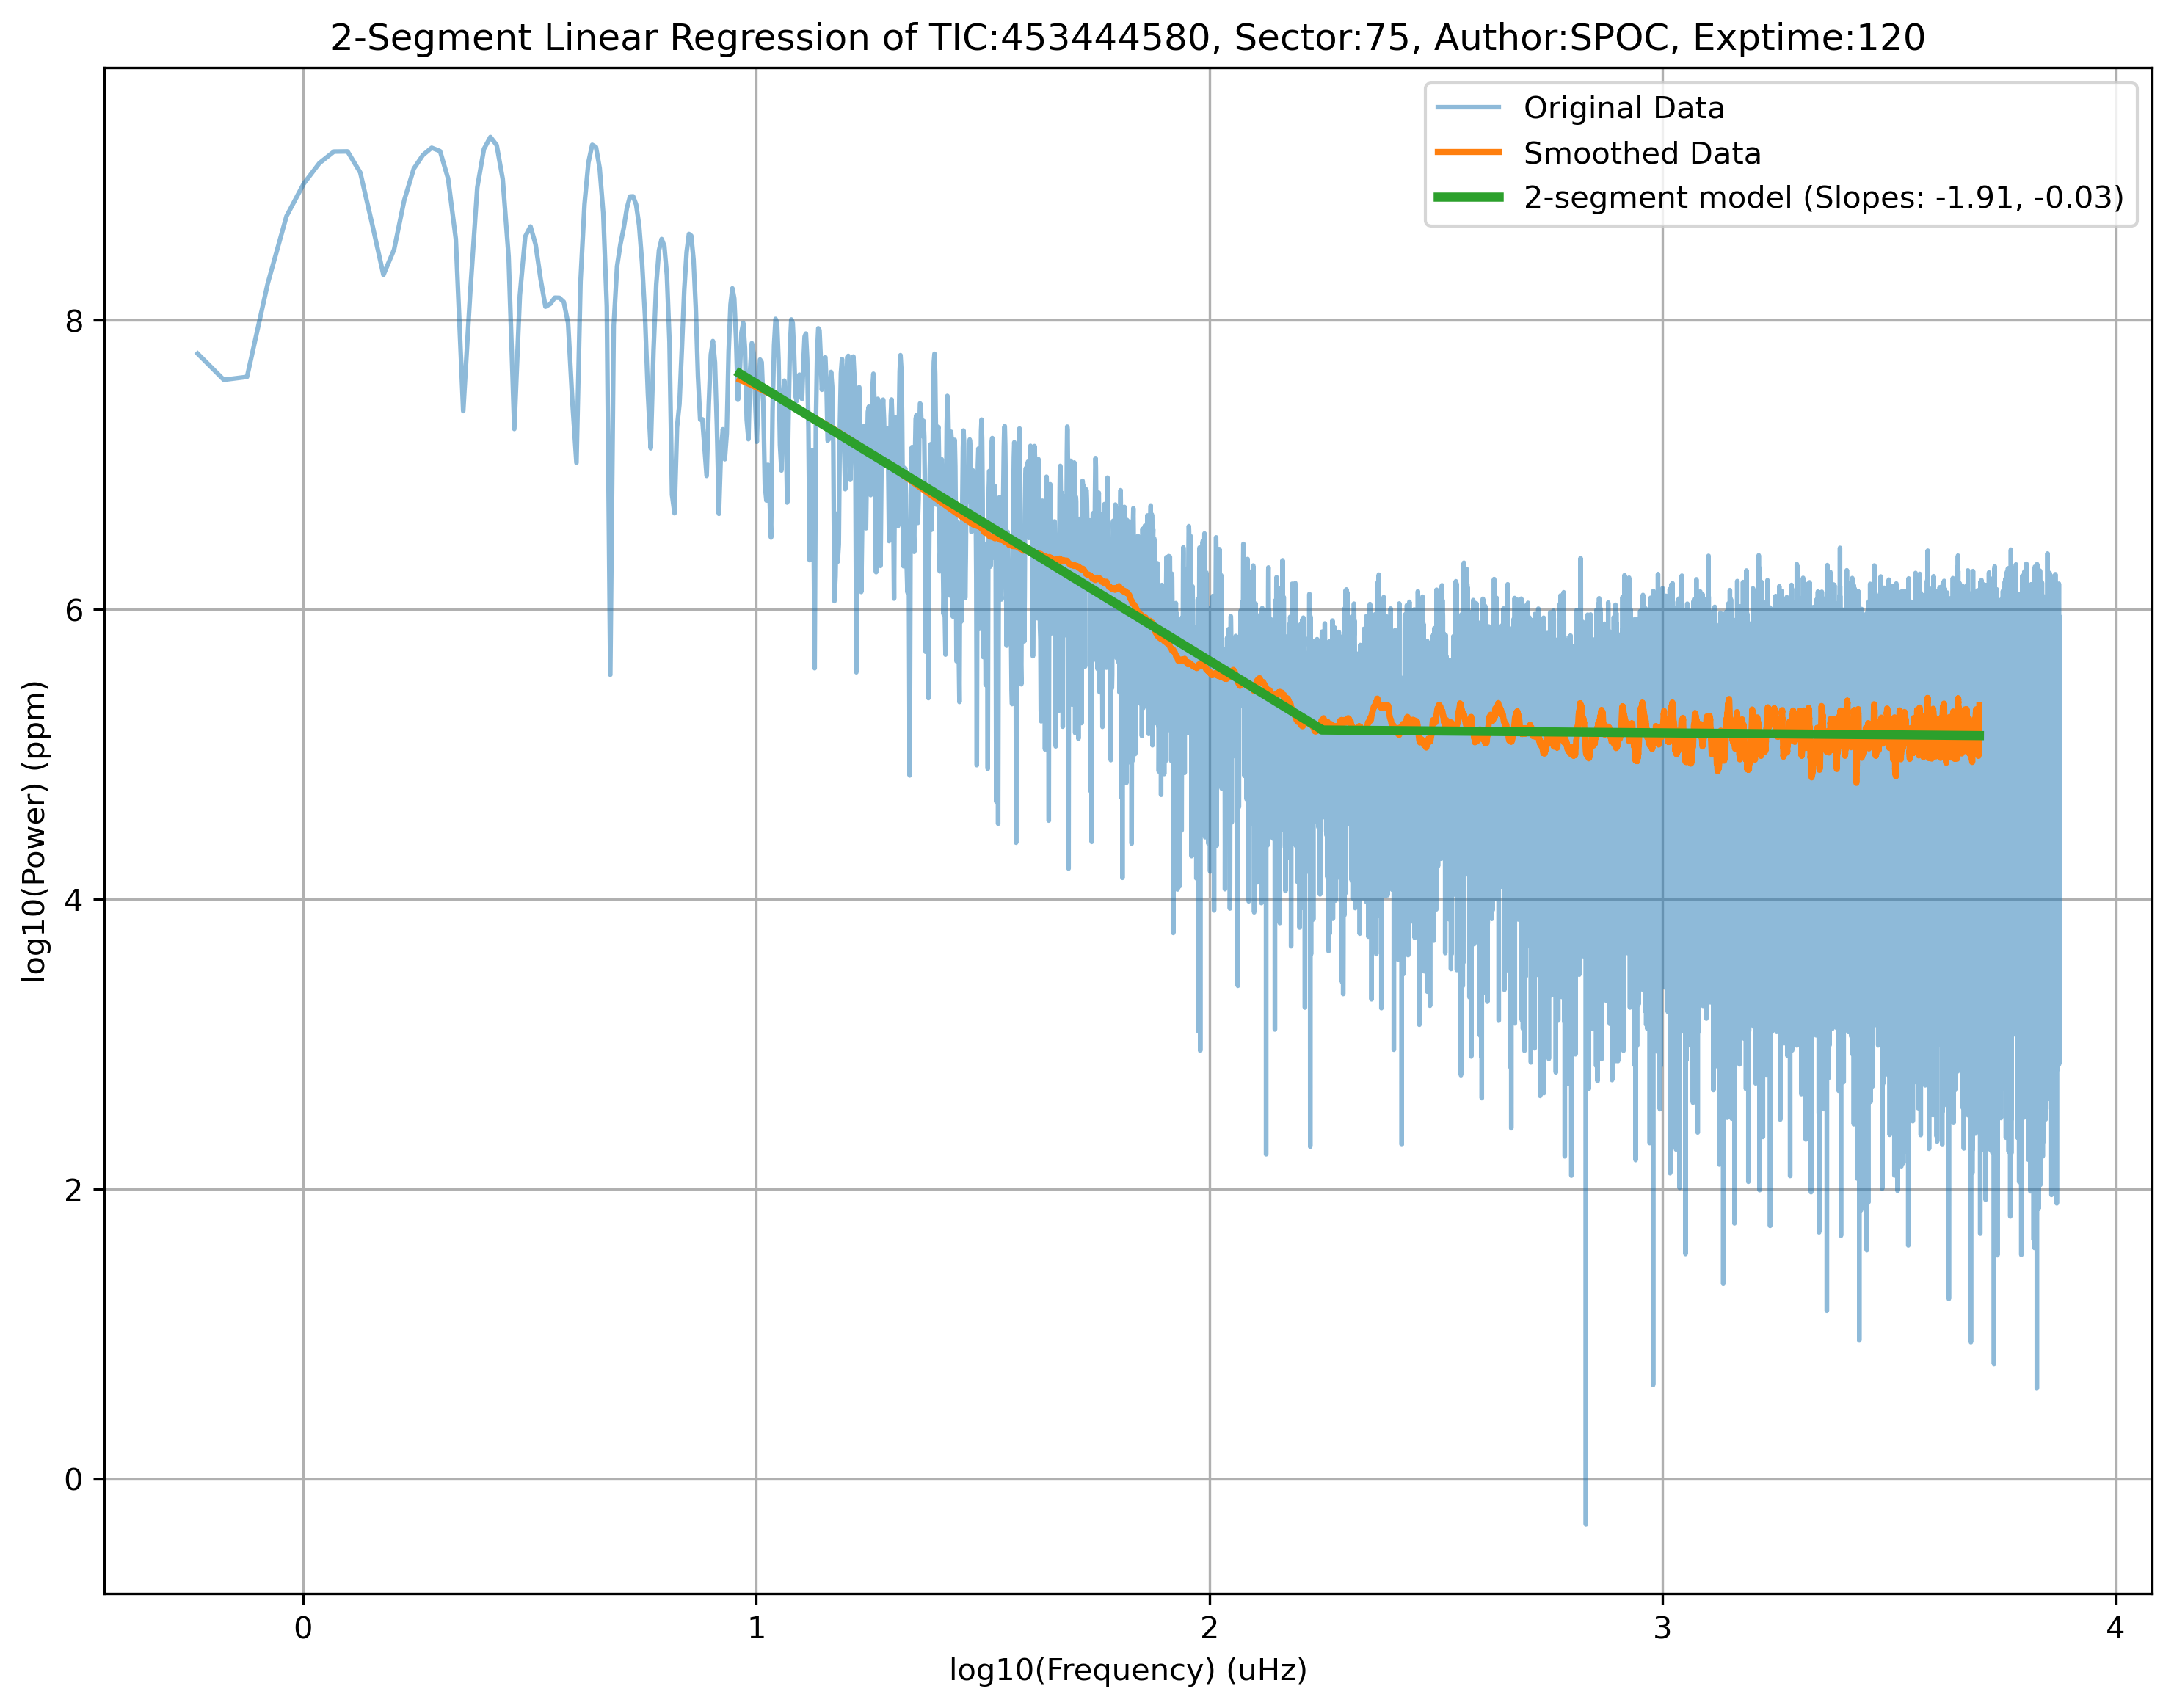 2-Segment Linear Regression of TIC:453444580, Sector:75, Author:SPOC, Exptime:120
Original Data
Smoothed Data
2-segment model (Slopes: -1.91, -0.03)
log10(Power) (ppm)
8
6
4
2
0
0 1 2 3 4
log10(Frequency) (uHz)